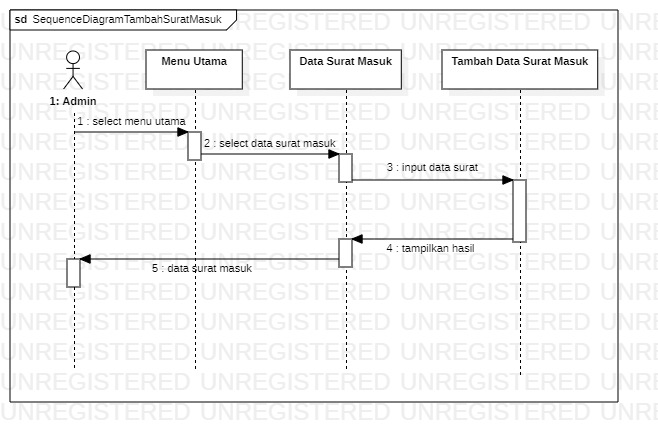 sd SequenceDiagramTambahSuratMasuk
Menu Utama
Data Surat Masuk
Tambah Data Surat Masuk
1: Admin
1 : select menu utama
2 : select data surat masuk
3 : input data surat
4 : tampilkan hasil
5 : data surat masuk
UNREGISTERED UNREGISTERED UNREGISTERED